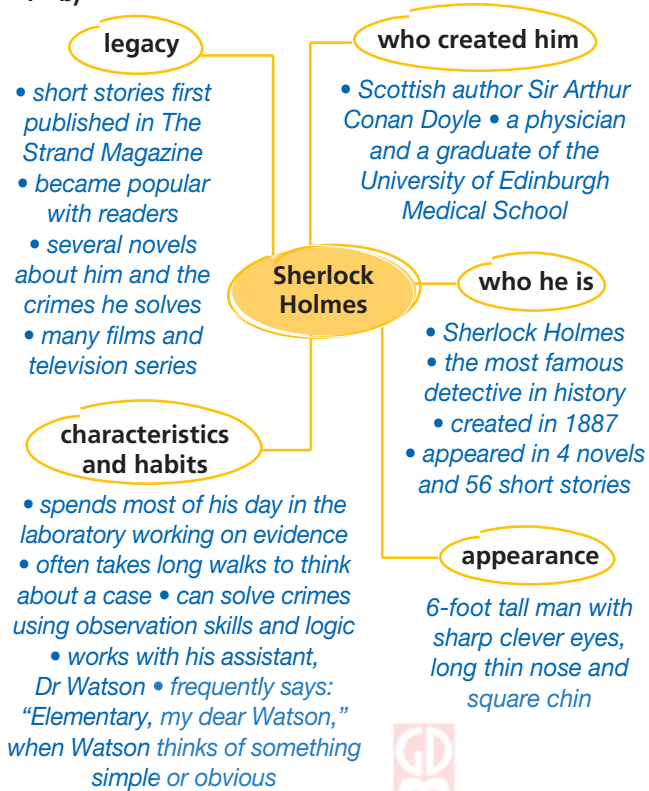 legacy
• short stories first
published in The
Strand Magazine
• became popular
with readers
• several novels
about him and the
crimes he solves
• many films and
television series
who created him
• Scottish author Sir Arthur
Conan Doyle • a physician
and a graduate of the
University of Edinburgh
Medical School
Sherlock
Holmes
who he is
• Sherlock Holmes
• the most famous
detective in history
• created in 1887
• appeared in 4 novels
and 56 short stories
characteristics
and habits
• spends most of his day in the
laboratory working on evidence
• often takes long walks to think
about a case • can solve crimes
using observation skills and logic
• works with his assistant,
Dr Watson • frequently says:
“Elementary, my dear Watson,”
when Watson thinks of something
simple or obvious
appearance
6-foot tall man with
sharp clever eyes,
long thin nose and
square chin
GD